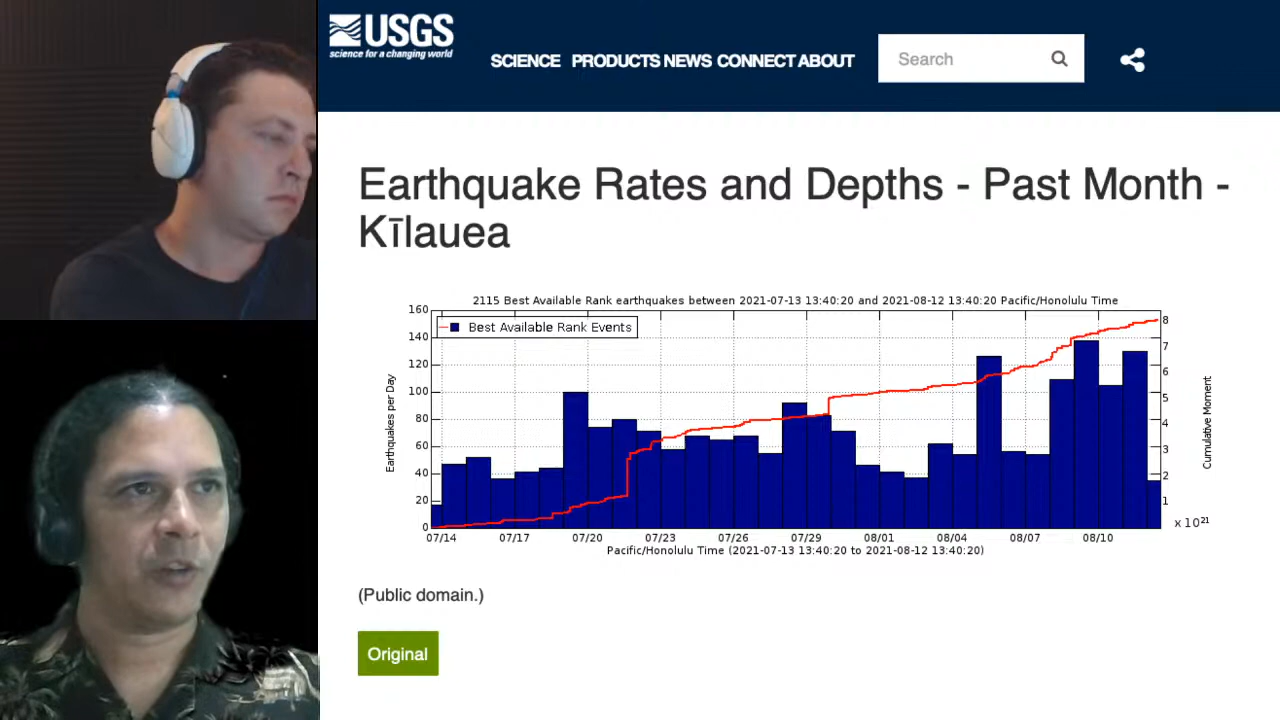 USGS
science for a changing world
SCIENCE PRODUCTS NEWS CONNECT ABOUT
Search
Earthquake Rates and Depths - Past Month -
Kīlauea
2115 Best Available Rank earthquakes between 2021-07-13 13:40:20 and 2021-08-12 13:40:20 Pacific/Honolulu Time
Best Available Rank Events
Earthquakes per Day
160
140
120
100
80
60
40
20
0
8
7
6
5
4
3
2
1
Cumulative Moment
x 10²¹
07/14 07/17 07/20 07/23 07/26 07/29 08/01 08/04 08/07 08/10
Pacific/Honolulu Time (2021-07-13 13:40:20 to 2021-08-12 13:40:20)
(Public domain.)
Original